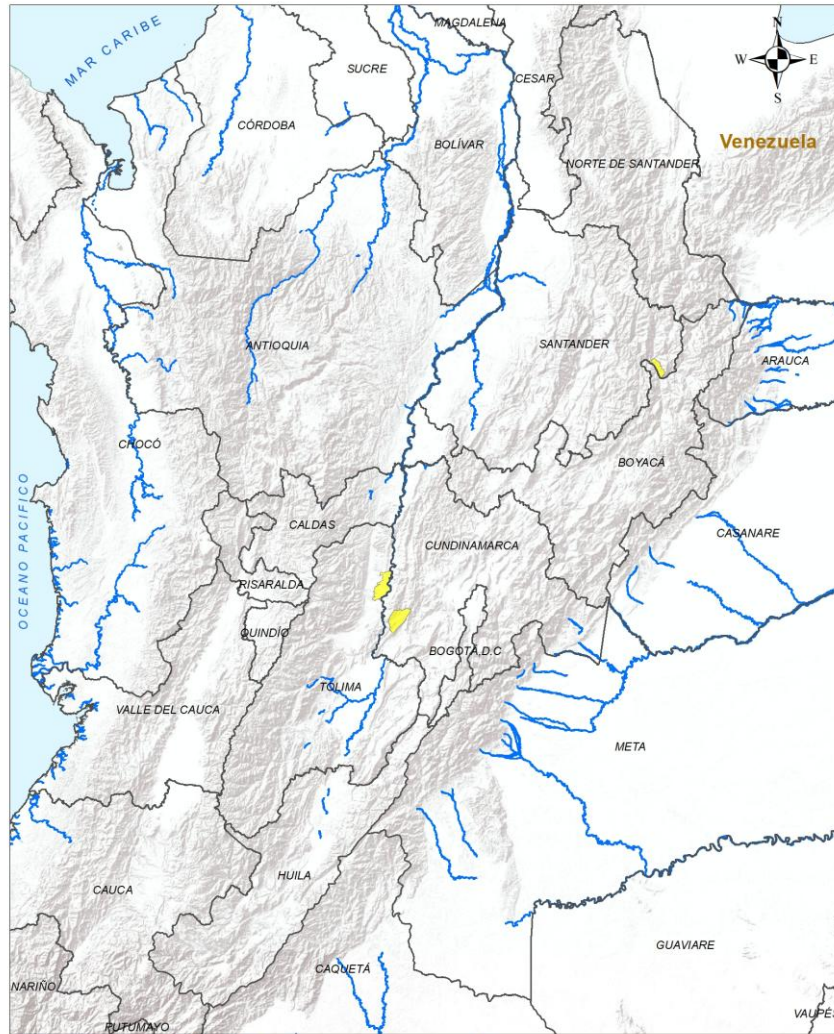 MAGDALENA
N
W
E
S
MAR CARIBE
SUCRE
CESAR
CÓRDOBA
BOLÍVAR
Venezuela
NORTE DE SANTANDER
ANTIOQUIA
SANTANDER
ARAUCA
CHOCÓ
BOYACÁ
OCEANO PACIFICO
CALDAS
CUNDINAMARCA
CASANARE
RISARALDA
QUINDÍO
BOGOTÁ D.C
TOLIMA
VALLE DEL CAUCA
META
HUILA
CAUCA
GUAVIARE
CAQUETÁ
NARIÑO
PUTUMAYO
VAUPÉ